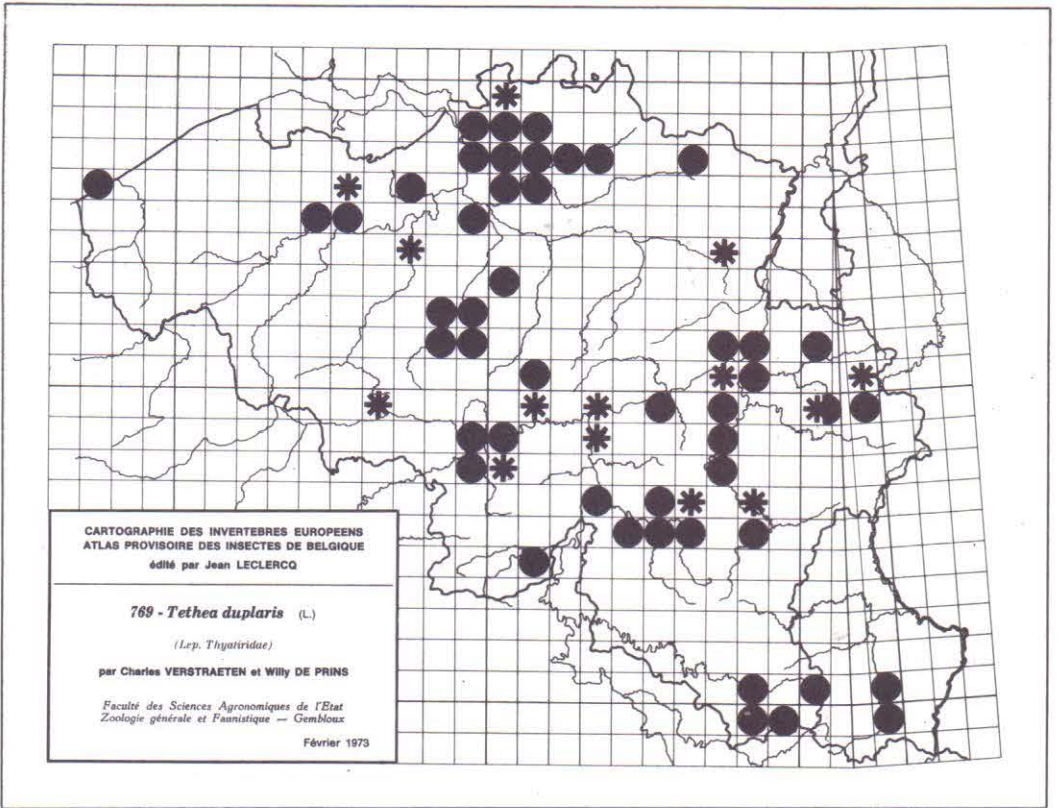 CARTOGRAPHIE DES INVERTEBRES EUROPEENS
ATLAS PROVISOIRE DES INSECTES DE BELGIQUE
édité par Jean LECLERCQ
769 - Tethea duplaris (L.)
(Lep. Thyatiridae)
par Charles VERSTRAETEN et Willy DE PRINS
Faculté des Sciences Agronomiques de l'Etat
Zoologie générale et Faunistique — Gembloux
Février 1973